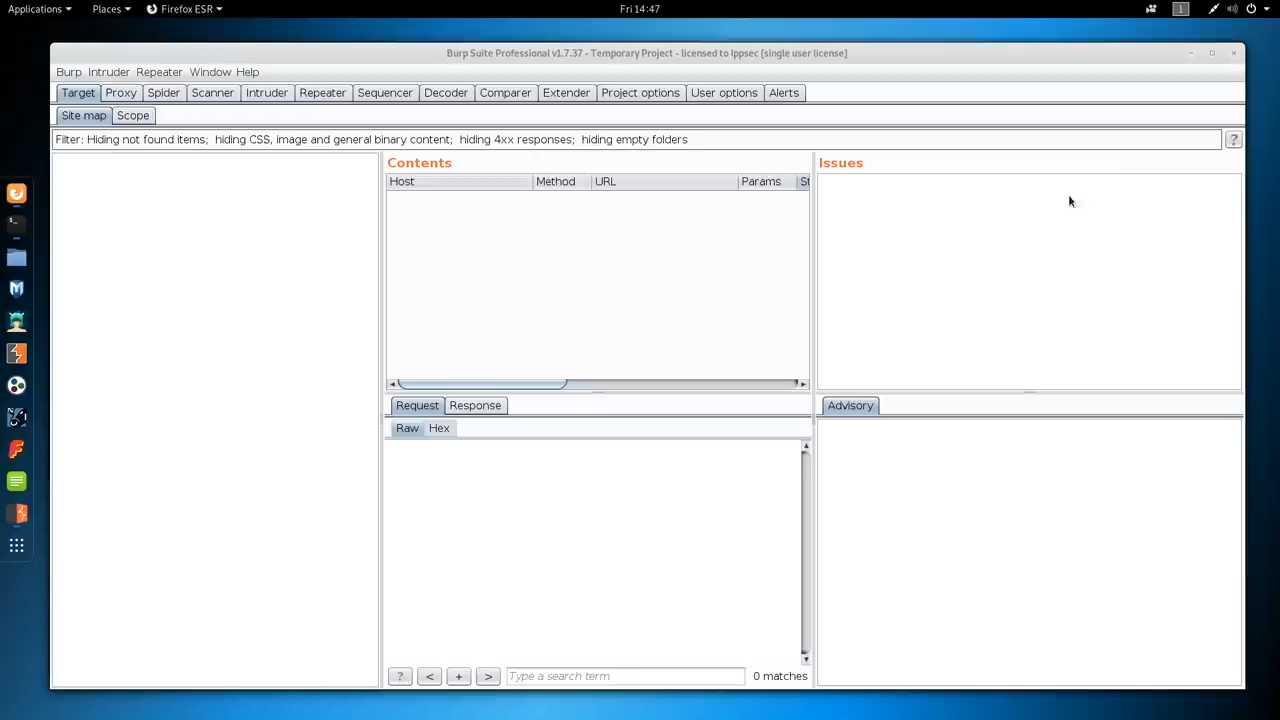 Applications Places Firefox ESR Fri 14:47 1
Burp Suite Professional v1.7.37 - Temporary Project - licensed to Ippsec [single user license]
Burp Intruder Repeater Window Help
Target Proxy Spider Scanner Intruder Repeater Sequencer Decoder Comparer Extender Project options User options Alerts
Site map Scope
Filter: Hiding not found items; hiding CSS, image and general binary content; hiding 4xx responses; hiding empty folders ?
Contents
Host Method URL Params St
Issues
Request Response
Raw Hex
Advisory
? < + > Type a search term 0 matches